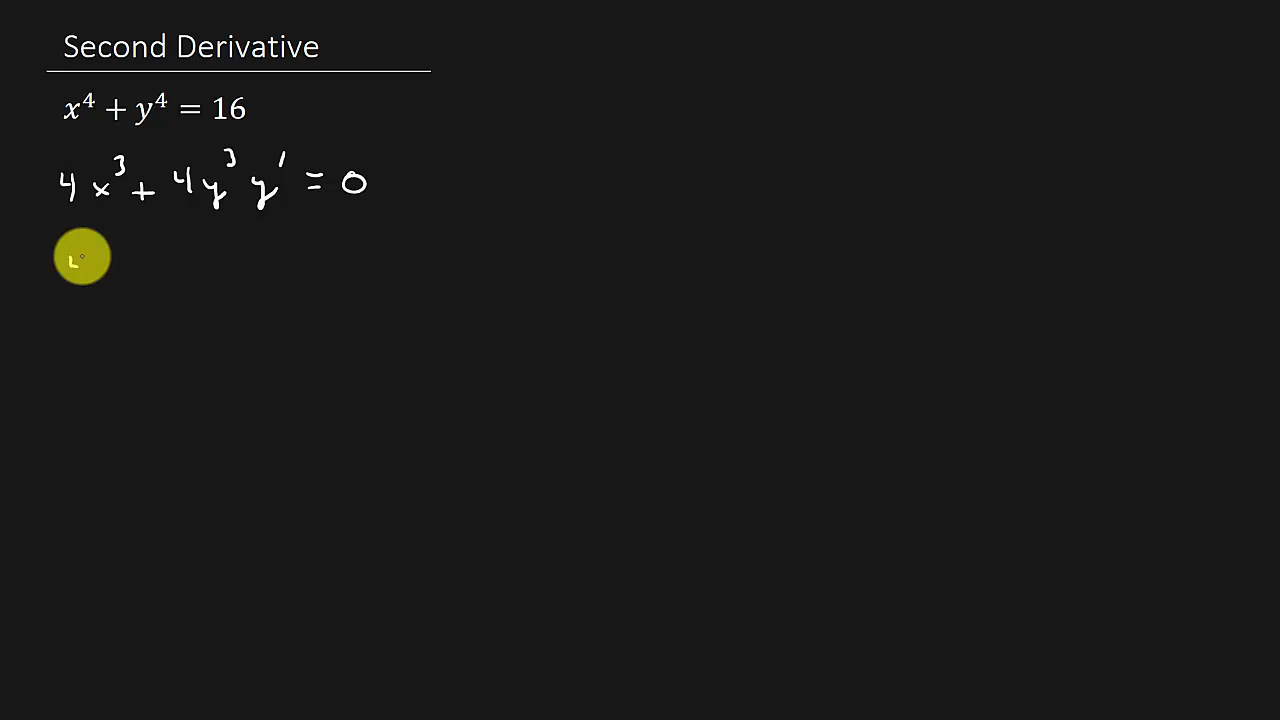 Second Derivative
x⁴ + y⁴ = 16
4x³ + 4y³y' = 0